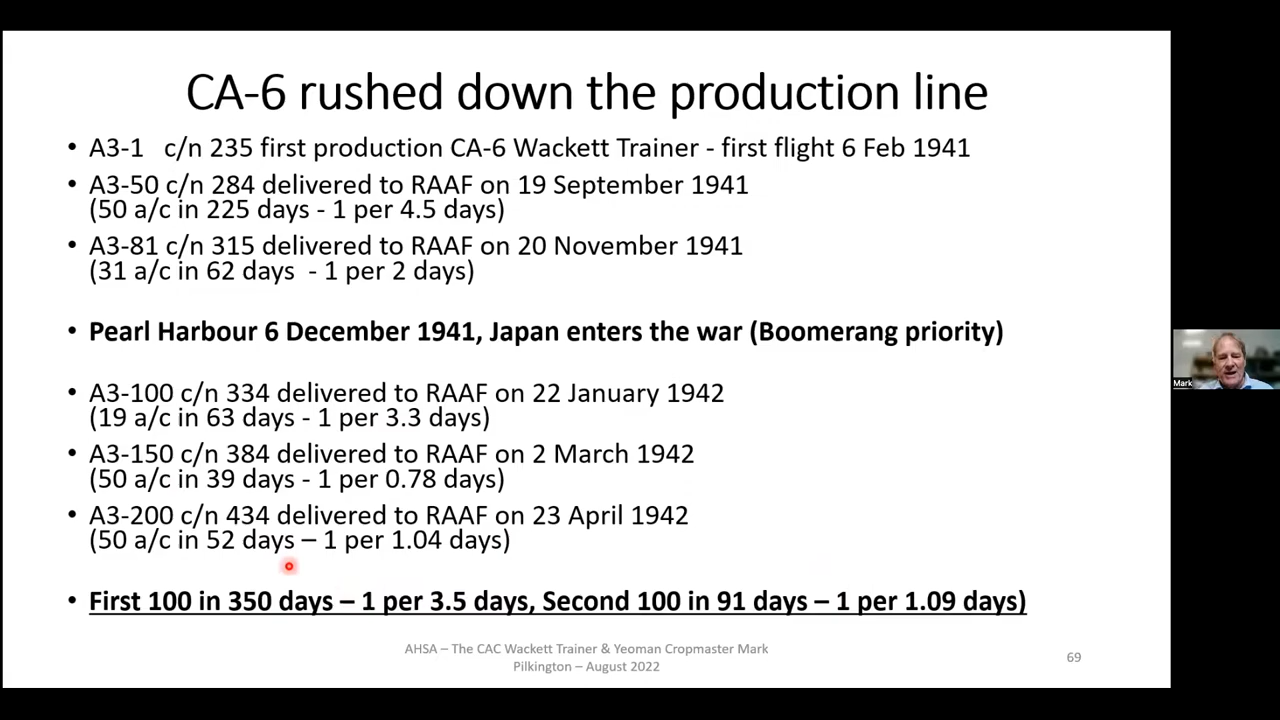 CA-6 rushed down the production line
• A3-1 c/n 235 first production CA-6 Wackett Trainer - first flight 6 Feb 1941
• A3-50 c/n 284 delivered to RAAF on 19 September 1941
(50 a/c in 225 days - 1 per 4.5 days)
• A3-81 c/n 315 delivered to RAAF on 20 November 1941
(31 a/c in 62 days - 1 per 2 days)
• Pearl Harbour 6 December 1941, Japan enters the war (Boomerang priority)
• A3-100 c/n 334 delivered to RAAF on 22 January 1942
(19 a/c in 63 days - 1 per 3.3 days)
• A3-150 c/n 384 delivered to RAAF on 2 March 1942
(50 a/c in 39 days - 1 per 0.78 days)
• A3-200 c/n 434 delivered to RAAF on 23 April 1942
(50 a/c in 52 days – 1 per 1.04 days)
• First 100 in 350 days – 1 per 3.5 days, Second 100 in 91 days – 1 per 1.09 days)
AHSA – The CAC Wackett Trainer & Yeoman Cropmaster Mark
Pilkington – August 2022
69
Mark